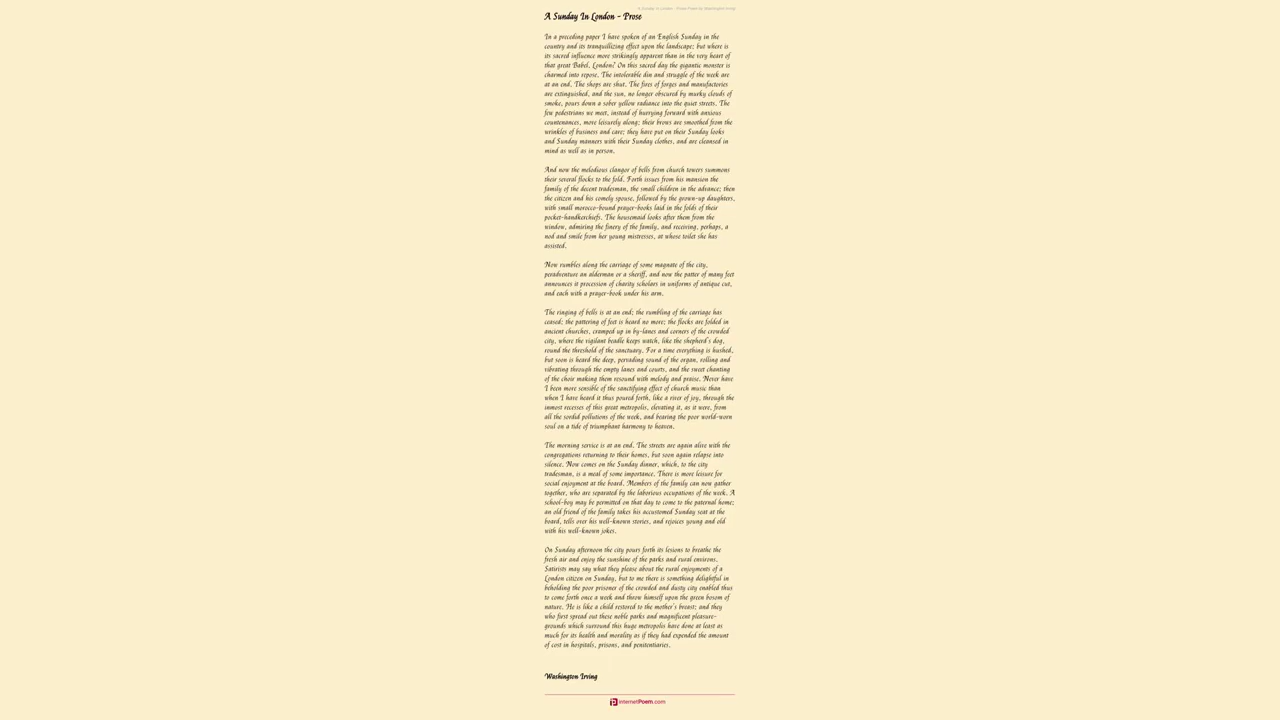 A Sunday In London - Prose Poem by Washington Irving
A Sunday In London - Prose
In a preceding paper I have spoken of an English Sunday in the
country and its tranquillizing effect upon the landscape; but where is
its sacred influence more strikingly apparent than in the very heart of
that great Babel, London? On this sacred day the gigantic monster is
charmed into repose. The intolerable din and struggle of the week are
at an end. The shops are shut. The fires of forges and manufactories
are extinguished, and the sun, no longer obscured by murky clouds of
smoke, pours down a sober yellow radiance into the quiet streets. The
few pedestrians we meet, instead of hurrying forward with anxious
countenances, move leisurely along; their brows are smoothed from the
wrinkles of business and care; they have put on their Sunday looks
and Sunday manners with their Sunday clothes, and are cleansed in
mind as well as in person.
And now the melodious clangor of bells from church towers summons
their several flocks to the fold. Forth issues from his mansion the
family of the decent tradesman, the small children in the advance; then
the citizen and his comely spouse, followed by the grown-up daughters,
with small morocco-bound prayer-books laid in the folds of their
pocket-handkerchiefs. The housemaid looks after them from the
window, admiring the finery of the family, and receiving, perhaps, a
nod and smile from her young mistresses, at whose toilet she has
assisted.
Now rumbles along the carriage of some magnate of the city,
peradventure an alderman or a sheriff, and now the patter of many feet
announces it procession of charity scholars in uniforms of antique cut,
and each with a prayer-book under his arm.
The ringing of bells is at an end; the rumbling of the carriage has
ceased; the pattering of feet is heard no more; the flocks are folded in
ancient churches, cramped up in by-lanes and corners of the crowded
city, where the vigilant beadle keeps watch, like the shepherd's dog,
round the threshold of the sanctuary. For a time everything is hushed,
but soon is heard the deep, pervading sound of the organ, rolling and
vibrating through the empty lanes and courts, and the sweet chanting
of the choir making them resound with melody and praise. Never have
I been more sensible of the sanctifying effect of church music than
when I have heard it thus poured forth, like a river of joy, through the
inmost recesses of this great metropolis, elevating it, as it were, from
all the sordid pollutions of the week, and bearing the poor world-worn
soul on a tide of triumphant harmony to heaven.
The morning service is at an end. The streets are again alive with the
congregations returning to their homes, but soon again relapse into
silence. Now comes on the Sunday dinner, which, to the city
tradesman, is a meal of some importance. There is more leisure for
social enjoyment at the board. Members of the family can now gather
together, who are separated by the laborious occupations of the week. A
school-boy may be permitted on that day to come to the paternal home;
an old friend of the family takes his accustomed Sunday seat at the
board, tells over his well-known stories, and rejoices young and old
with his well-known jokes.
On Sunday afternoon the city pours forth its lesions to breathe the
fresh air and enjoy the sunshine of the parks and rural environs.
Satirists may say what they please about the rural enjoyments of a
London citizen on Sunday, but to me there is something delightful in
beholding the poor prisoner of the crowded and dusty city enabled thus
to come forth once a week and throw himself upon the green bosom of
nature. He is like a child restored to the mother's breast; and they
who first spread out these noble parks and magnificent pleasure-
grounds which surround this huge metropolis have done at least as
much for its health and morality as if they had expended the amount
of cost in hospitals, prisons, and penitentiaries.
Washington Irving
internetPoem.com